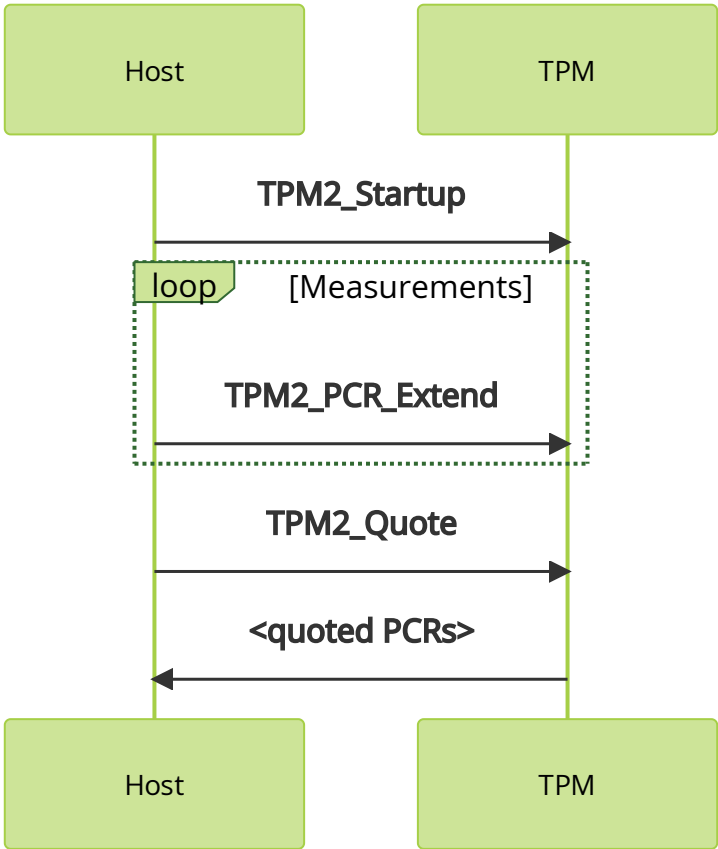 Host
TPM
TPM2_Startup
loop
[Measurements]
TPM2_PCR_Extend
TPM2_Quote
<quoted PCRs>
Host
TPM